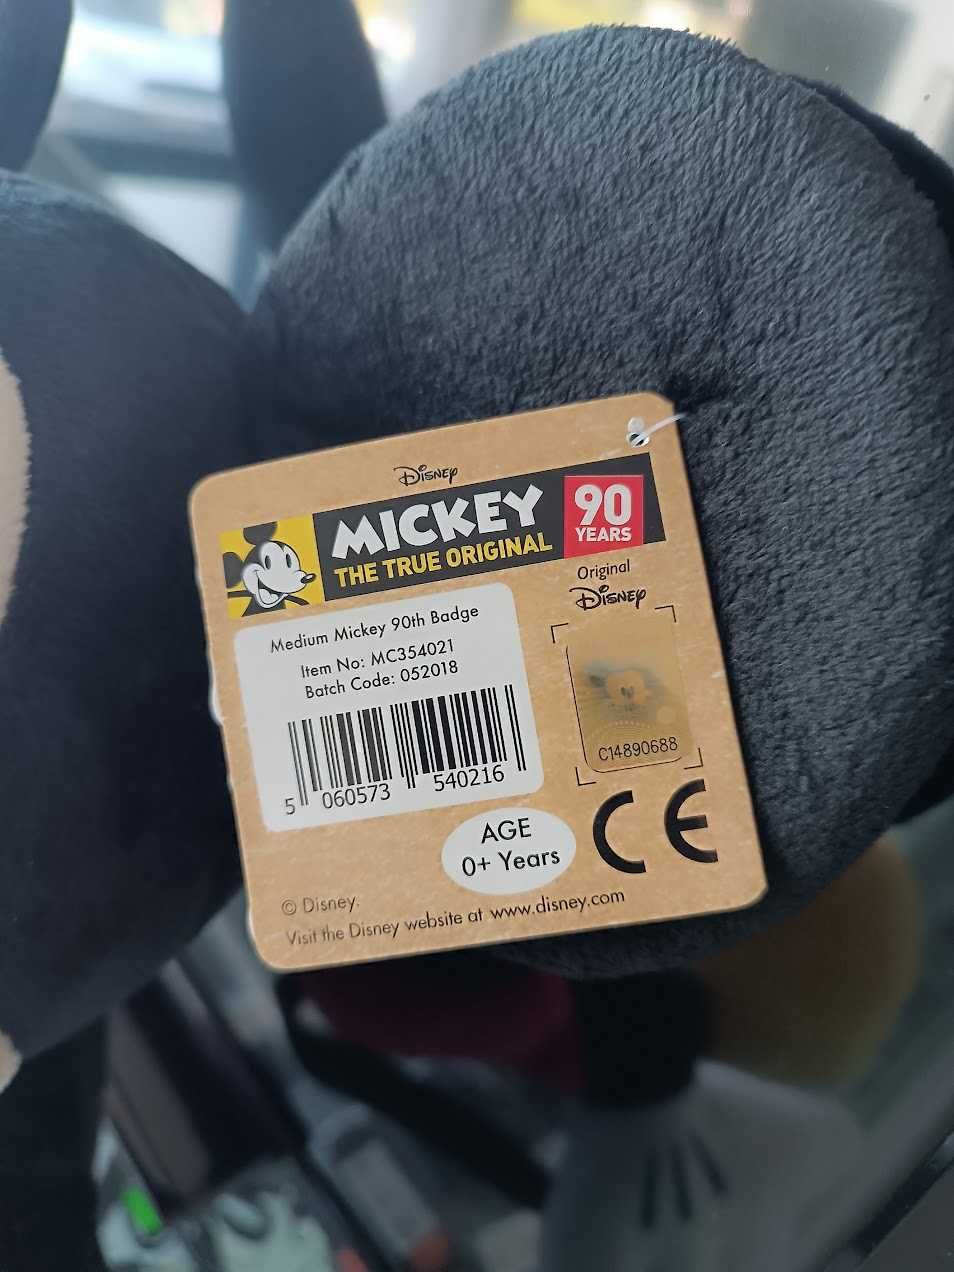 Disney
MICKEY
THE TRUE ORIGINAL
90
YEARS
Original
Disney
Medium Mickey 90th Badge
Item No: MC354021
Batch Code: 052018
5 060573 540216
C14890688
AGE
0+ Years
CE
© Disney.
Visit the Disney website at www.disney.com